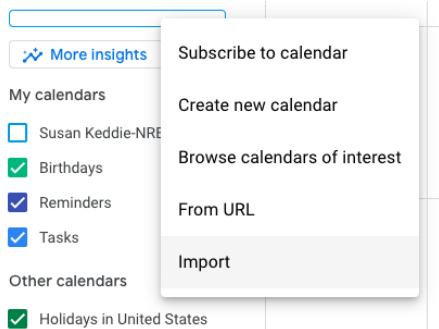 More insights
My calendars
Susan Keddie-NRE
Birthdays
Reminders
Tasks
Other calendars
Holidays in United States
Subscribe to calendar
Create new calendar
Browse calendars of interest
From URL
Import